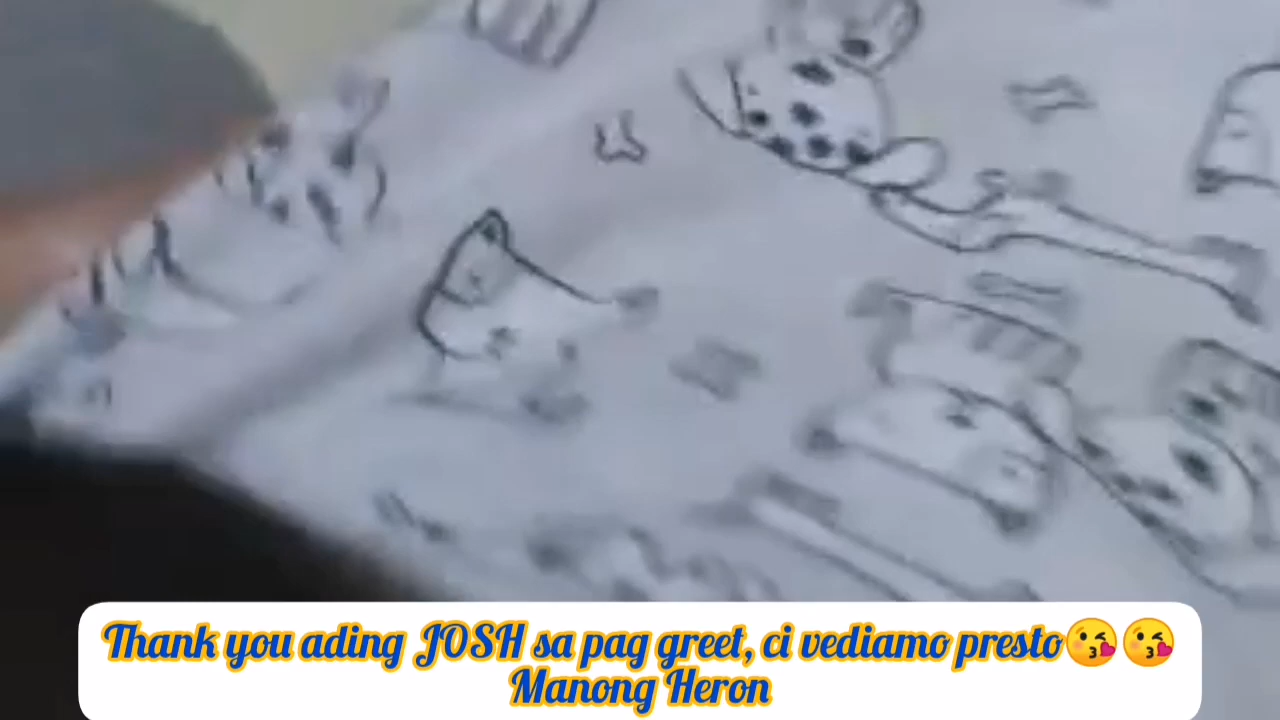 Thank you ading JOSH sa pag greet, ci vediamo presto😘😘
Manong Heron